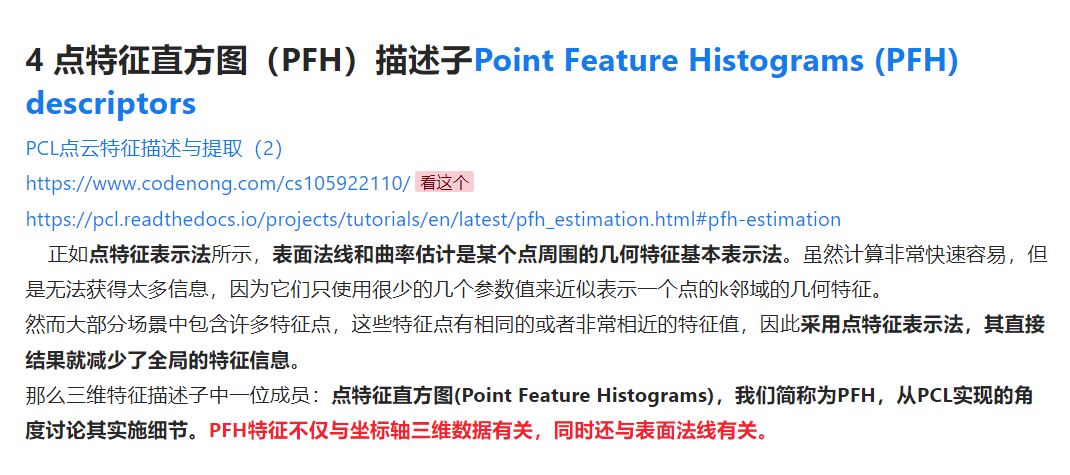 4 点特征直方图（PFH）描述子Point Feature Histograms (PFH)
descriptors
PCL点云特征描述与提取（2）
https://www.codenong.com/cs105922110/ 看这个
https://pcl.readthedocs.io/projects/tutorials/en/latest/pfh_estimation.html#pfh-estimation
正如点特征表示法所示，表面法线和曲率估计是某个点周围的几何特征基本表示法。虽然计算非常快速容易，但
是无法获得太多信息，因为它们只使用很少的几个参数值来近似表示一个点的k邻域的几何特征。
然而大部分场景中包含许多特征点，这些特征点有相同的或者非常相近的特征值，因此采用点特征表示法，其直接
结果就减少了全局的特征信息。
那么三维特征描述子中一位成员：点特征直方图(Point Feature Histograms)，我们简称为PFH，从PCL实现的角
度讨论其实施细节。PFH特征不仅与坐标轴三维数据有关，同时还与表面法线有关。